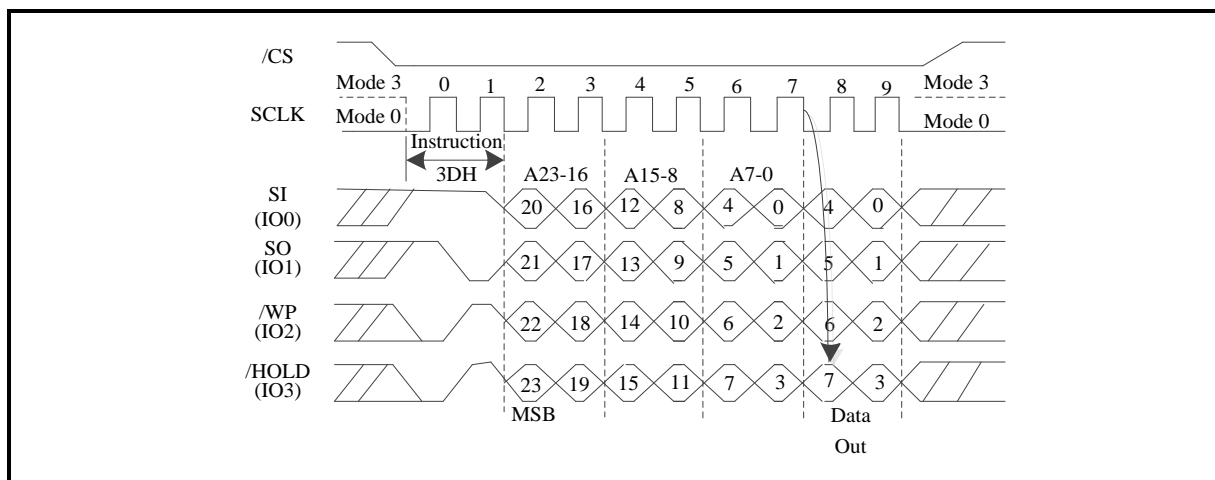 /CS
Mode 3 0 1 2 3 4 5 6 7 8 9 Mode 3
SCLK
Mode 0 Mode 0
Instruction
3DH A23-16 A15-8 A7-0
SI
(IO0) 20 16 12 8 4 0 4 0
SO
(IO1) 21 17 13 9 5 1 5 1
/WP
(IO2) 22 18 14 10 6 2 6 2
/HOLD
(IO3) 23 19 15 11 7 3 7 3
MSB Data
Out